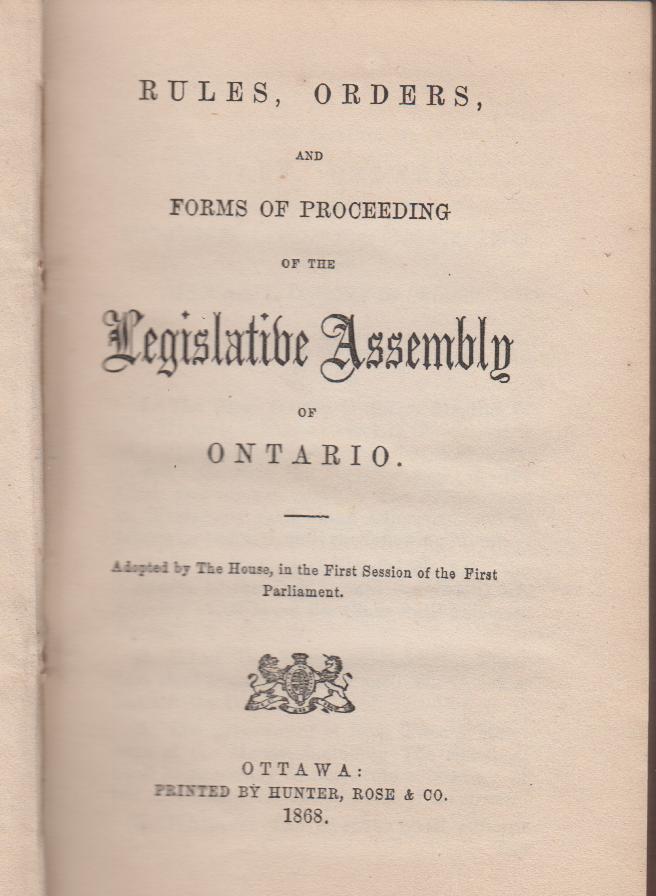 RULES, ORDERS,
AND
FORMS OF PROCEEDING
OF THE
Legislative Assembly
OF
ONTARIO.
Adopted by The House, in the First Session of the First
Parliament.
OTTAWA:
PRINTED BY HUNTER, ROSE & CO.
1868.